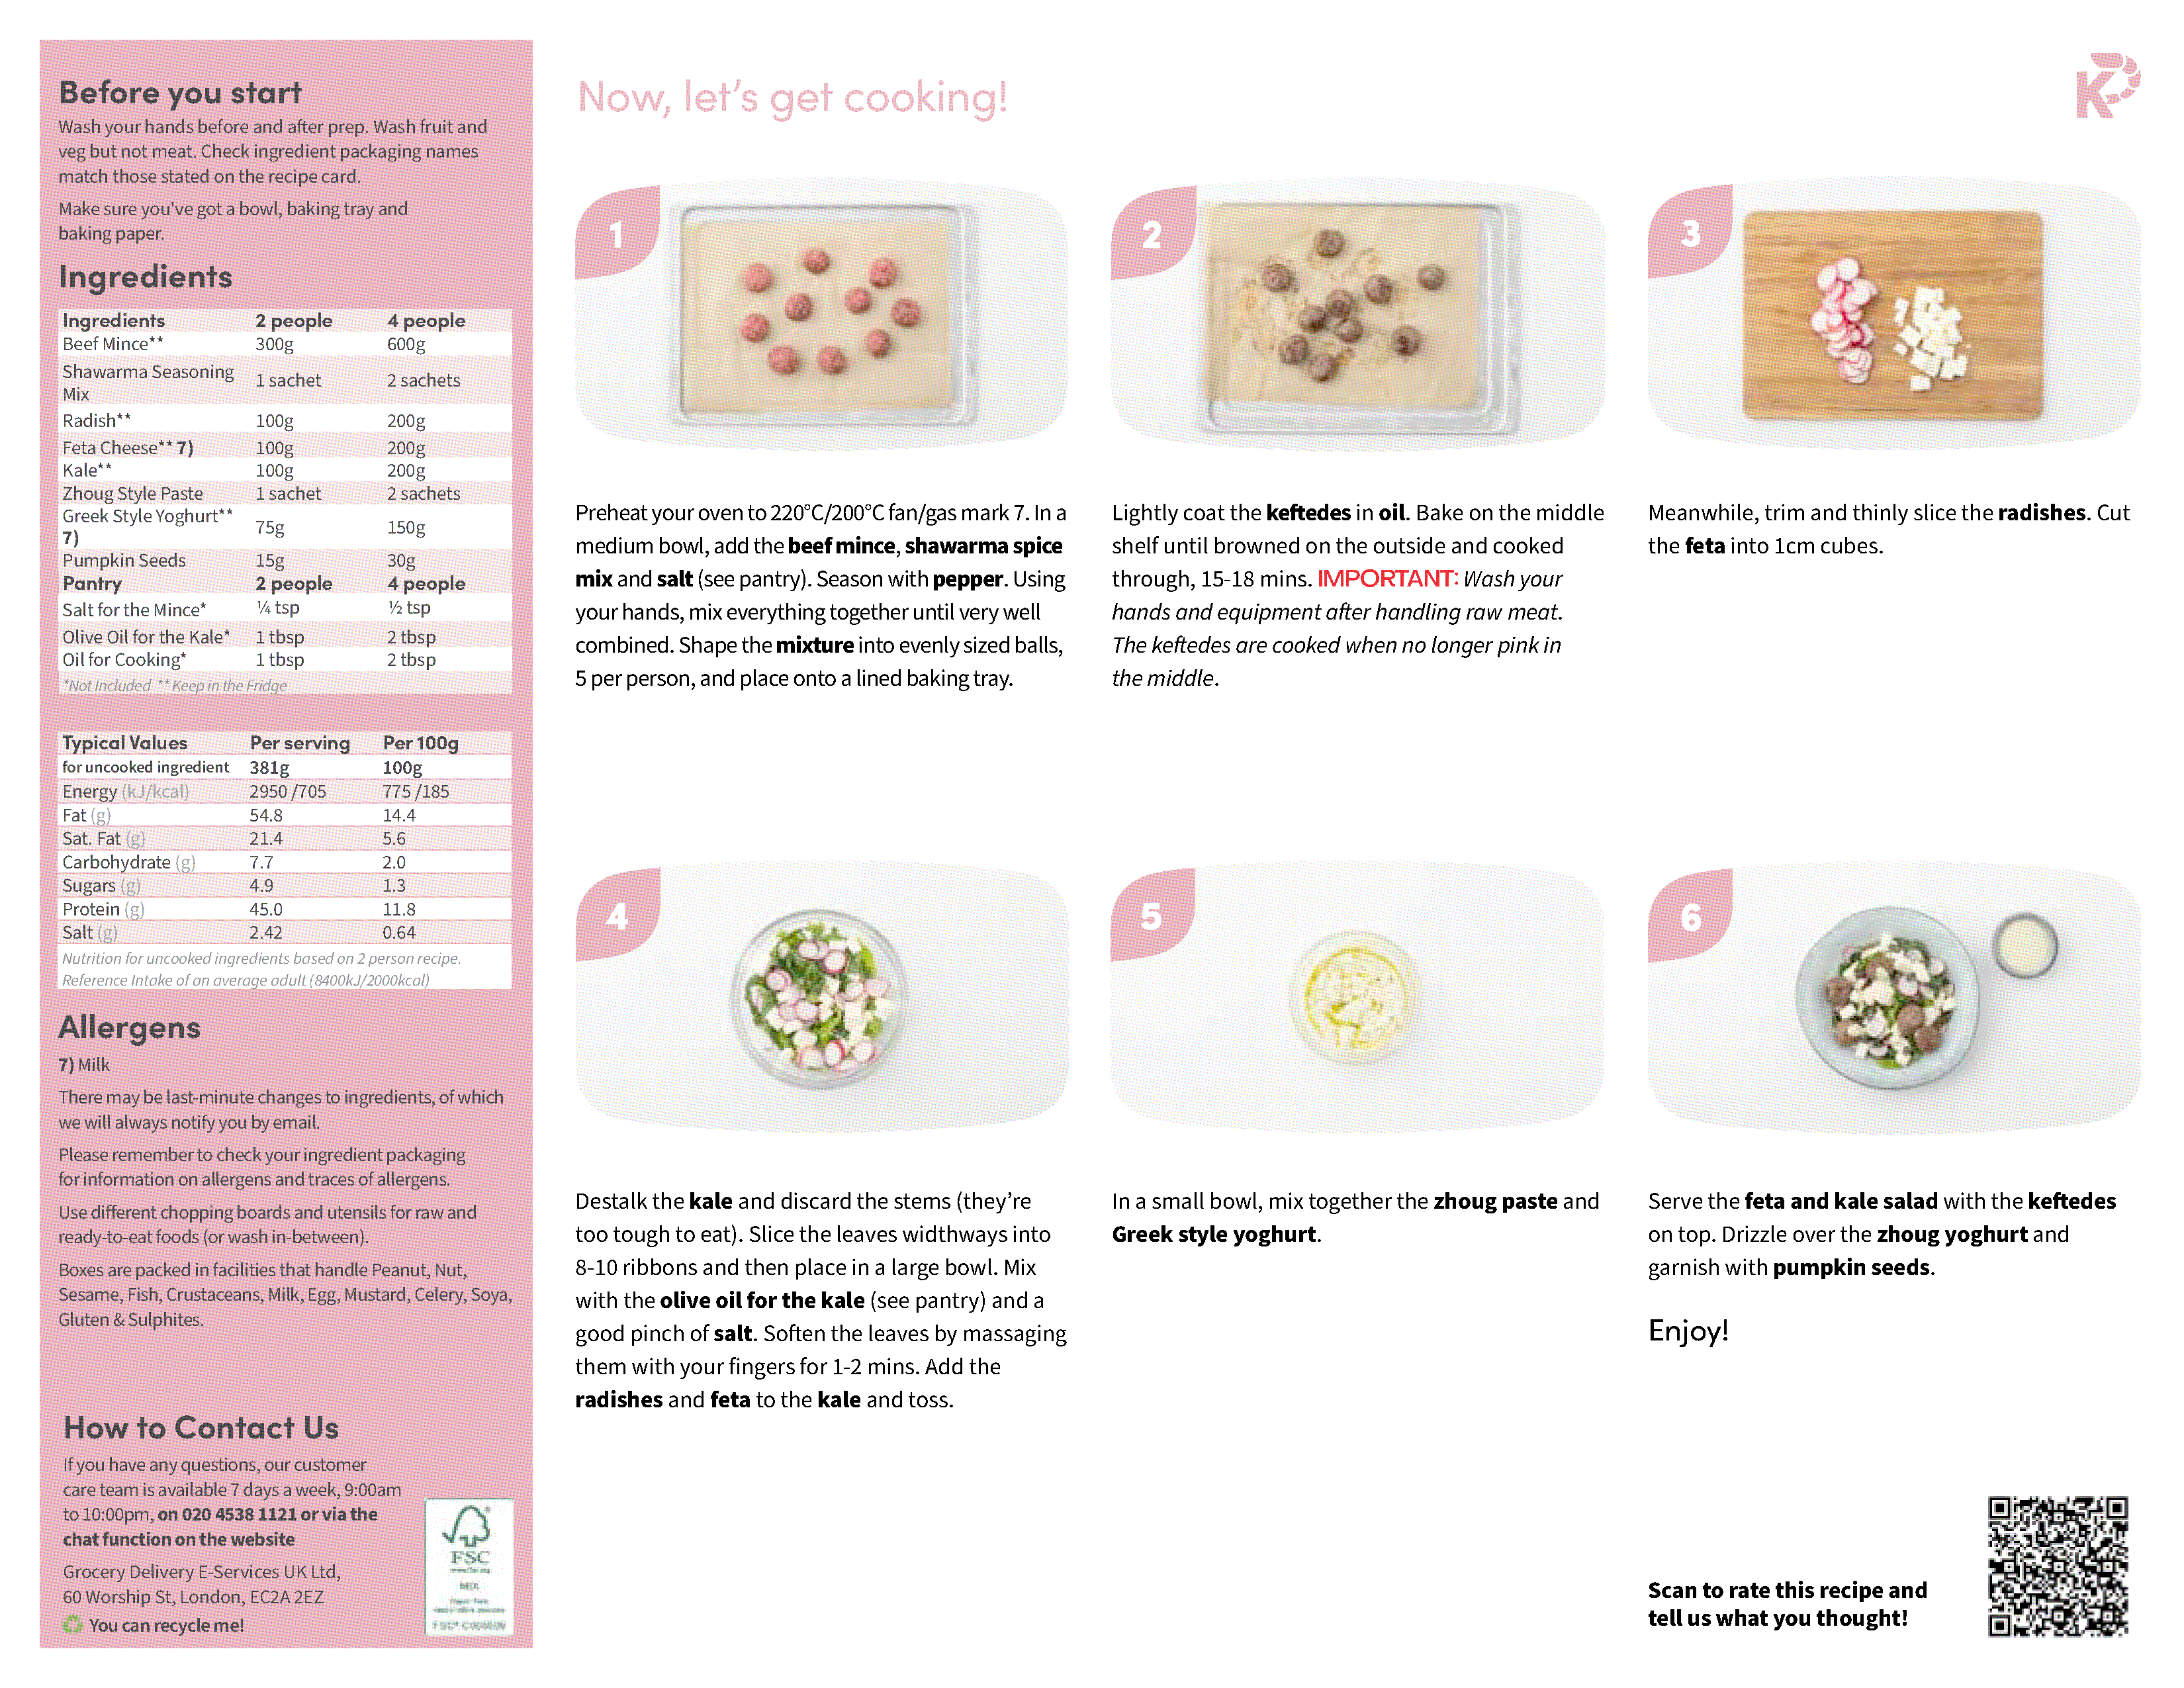 Before you start
Wash your hands before and after prep. Wash fruit and
veg but not meat. Check ingredient packaging names
match those stated on the recipe card.
Make sure you've got a bowl, baking tray and
baking paper.
Ingredients
Ingredients 2 people 4 people
Beef Mince** 300g 600g
Shawarma Seasoning
Mix 1 sachet 2 sachets
Radish** 100g 200g
Feta Cheese** 7) 100g 200g
Kale** 100g 200g
Zhoug Style Paste 1 sachet 2 sachets
Greek Style Yoghurt**
7) 75g 150g
Pumpkin Seeds 15g 30g
Pantry 2 people 4 people
Salt for the Mince* ¼ tsp ½ tsp
Olive Oil for the Kale* 1 tbsp 2 tbsp
Oil for Cooking* 1 tbsp 2 tbsp
*Not Included ** Keep in the Fridge
Typical Values Per serving Per 100g
for uncooked ingredient 381g 100g
Energy (kJ/kcal) 2950 /705 775 /185
Fat (g) 54.8 14.4
Sat. Fat (g) 21.4 5.6
Carbohydrate (g) 7.7 2.0
Sugars (g) 4.9 1.3
Protein (g) 45.0 11.8
Salt (g) 2.42 0.64
Nutrition for uncooked ingredients based on 2 person recipe.
Reference Intake of an average adult (8400kJ/2000kcal)
Allergens
7) Milk
There may be last-minute changes to ingredients, of which
we will always notify you by email.
Please remember to check your ingredient packaging
for information on allergens and traces of allergens.
Use different chopping boards and utensils for raw and
ready-to-eat foods (or wash in-between).
Boxes are packed in facilities that handle Peanut, Nut,
Sesame, Fish, Crustaceans, Milk, Egg, Mustard, Celery, Soya,
Gluten & Sulphites.
How to Contact Us
If you have any questions, our customer
care team is available 7 days a week, 9:00am
to 10:00pm, on 020 4538 1121 or via the
chat function on the website
Grocery Delivery E-Services UK Ltd,
60 Worship St, London, EC2A 2EZ
You can recycle me!
FSC
Now, let's get cooking!
K
1
Preheat your oven to 220°C/200°C fan/gas mark 7. In a
medium bowl, add the beef mince, shawarma spice
mix and salt (see pantry). Season with pepper. Using
your hands, mix everything together until very well
combined. Shape the mixture into evenly sized balls,
5 per person, and place onto a lined baking tray.
2
Lightly coat the keftedes in oil. Bake on the middle
shelf until browned on the outside and cooked
through, 15-18 mins. IMPORTANT: Wash your
hands and equipment after handling raw meat.
The keftedes are cooked when no longer pink in
the middle.
3
Meanwhile, trim and thinly slice the radishes. Cut
the feta into 1cm cubes.
4
Destalk the kale and discard the stems (they're
too tough to eat). Slice the leaves widthways into
8-10 ribbons and then place in a large bowl. Mix
with the olive oil for the kale (see pantry) and a
good pinch of salt. Soften the leaves by massaging
them with your fingers for 1-2 mins. Add the
radishes and feta to the kale and toss.
5
In a small bowl, mix together the zhoug paste and
Greek style yoghurt.
6
Serve the feta and kale salad with the keftedes
on top. Drizzle over the zhoug yoghurt and
garnish with pumpkin seeds.
Enjoy!
Scan to rate this recipe and
tell us what you thought!